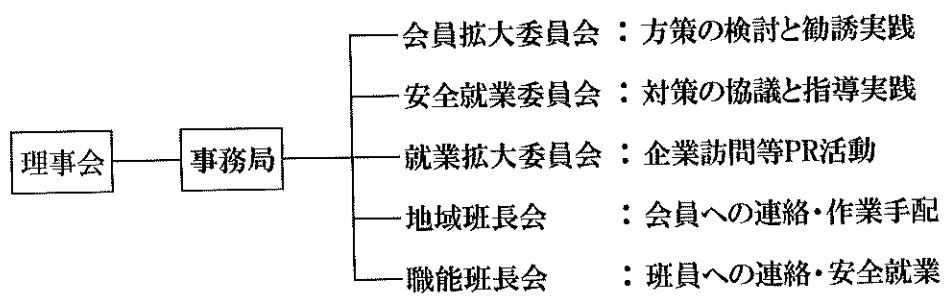 会員拡大委員会 : 方策の検討と勧誘実践
安全就業委員会 : 対策の協議と指導実践
理事会 事務局 就業拡大委員会 : 企業訪問等PR活動
地域班長会 : 会員への連絡・作業手配
職能班長会 : 班員への連絡・安全就業